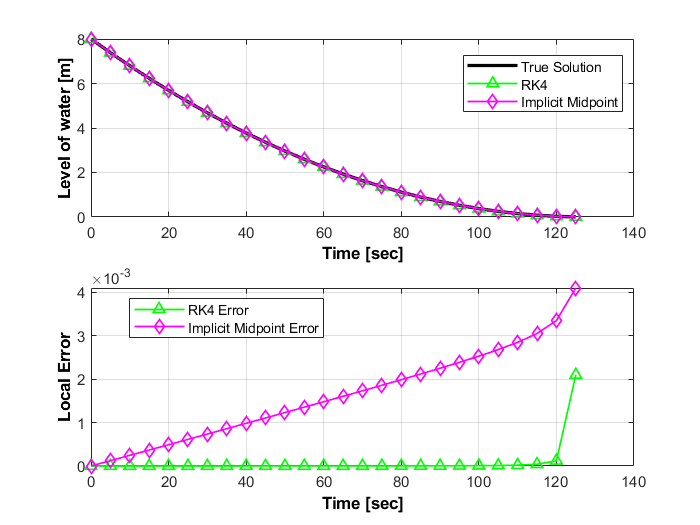 8
6
4
2
0
Level of water [m]
True Solution
RK4
Implicit Midpoint
0 20 40 60 80 100 120 140
Time [sec]
×10-3
4
3
2
1
0
Local Error
RK4 Error
Implicit Midpoint Error
0 20 40 60 80 100 120 140
Time [sec]